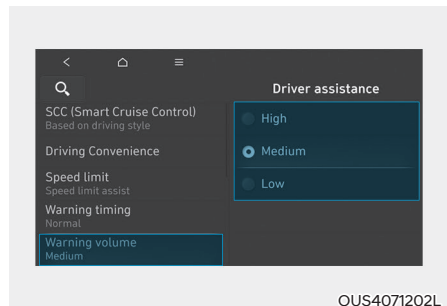 Driver assistance
SCC (Smart Cruise Control)
Based on driving style
Driving Convenience
Speed limit
Speed limit assist
Warning timing
Normal
Warning volume
Medium
High
Medium
Low
OUS4071202L